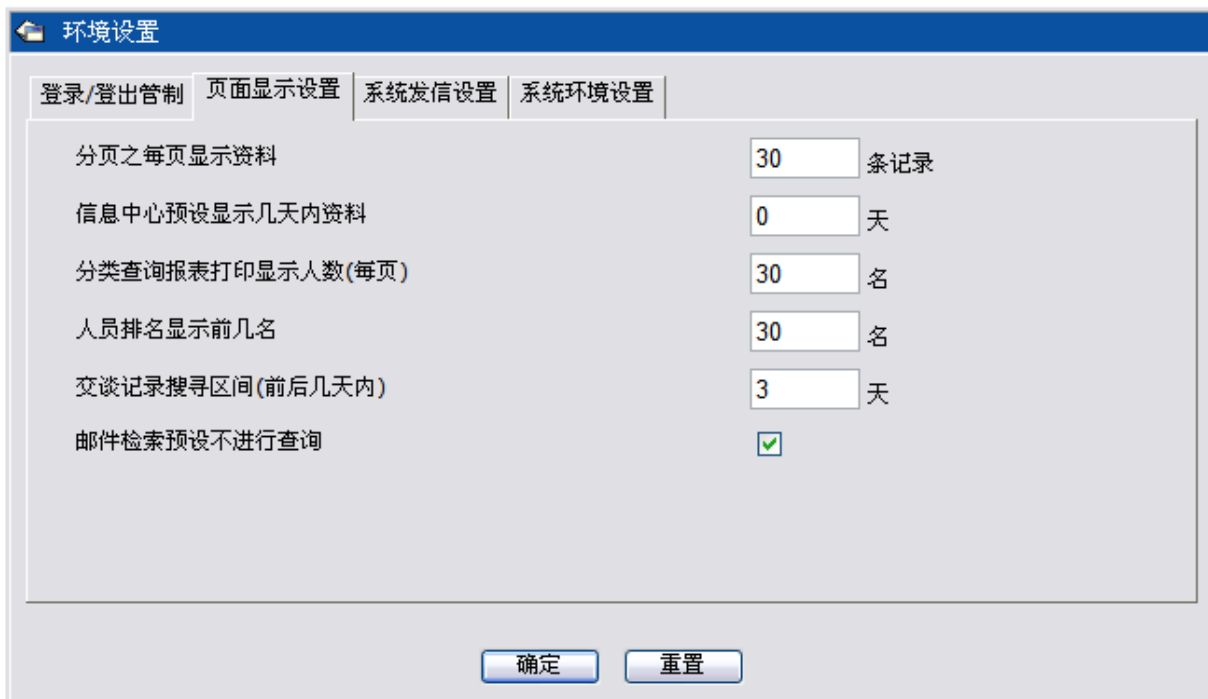 环境设置
登录/登出管制 页面显示设置 系统发信设置 系统环境设置
分页之每页显示资料 30 条记录
信息中心预设显示几天内资料 0 天
分类查询报表打印显示人数(每页) 30 名
人员排名显示前几名 30 名
交谈记录搜寻区间(前后几天内) 3 天
邮件检索预设不进行查询
确定 重置